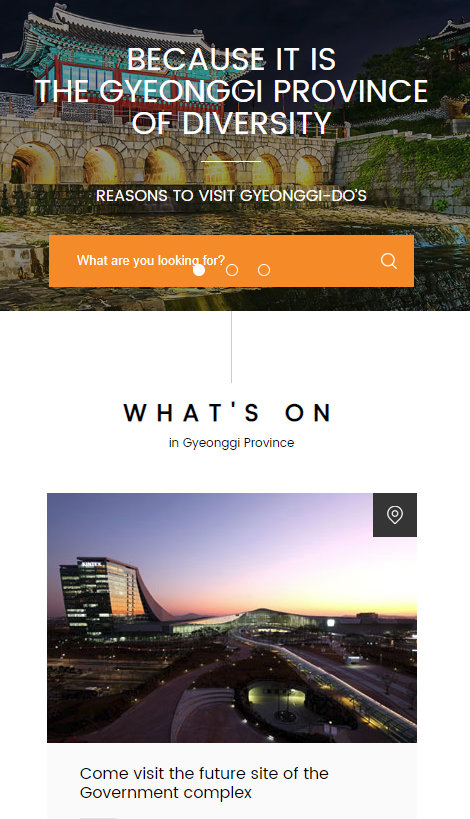 BECAUSE IT IS
THE GYEONGGI PROVINCE
OF DIVERSITY
REASONS TO VISIT GYEONGGI-DO'S
What are you looking for?
WHAT'S ON
in Gyeonggi Province
KINTEX
Come visit the future site of the
Government complex